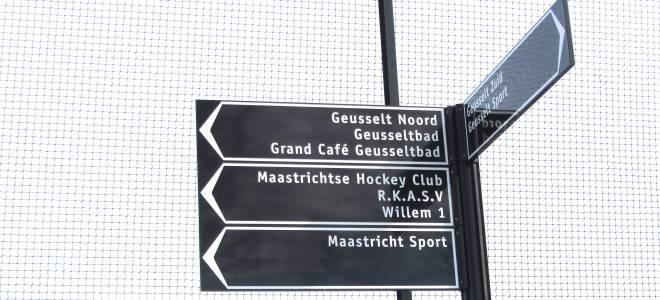 Geusselt Noord
Geusseltbad
Grand Café Geusseltbad
Maastrichtse Hockey Club
R.K.A.S.V
Willem 1
Maastricht Sport
Geusselt Zuid
Geusselt Sport